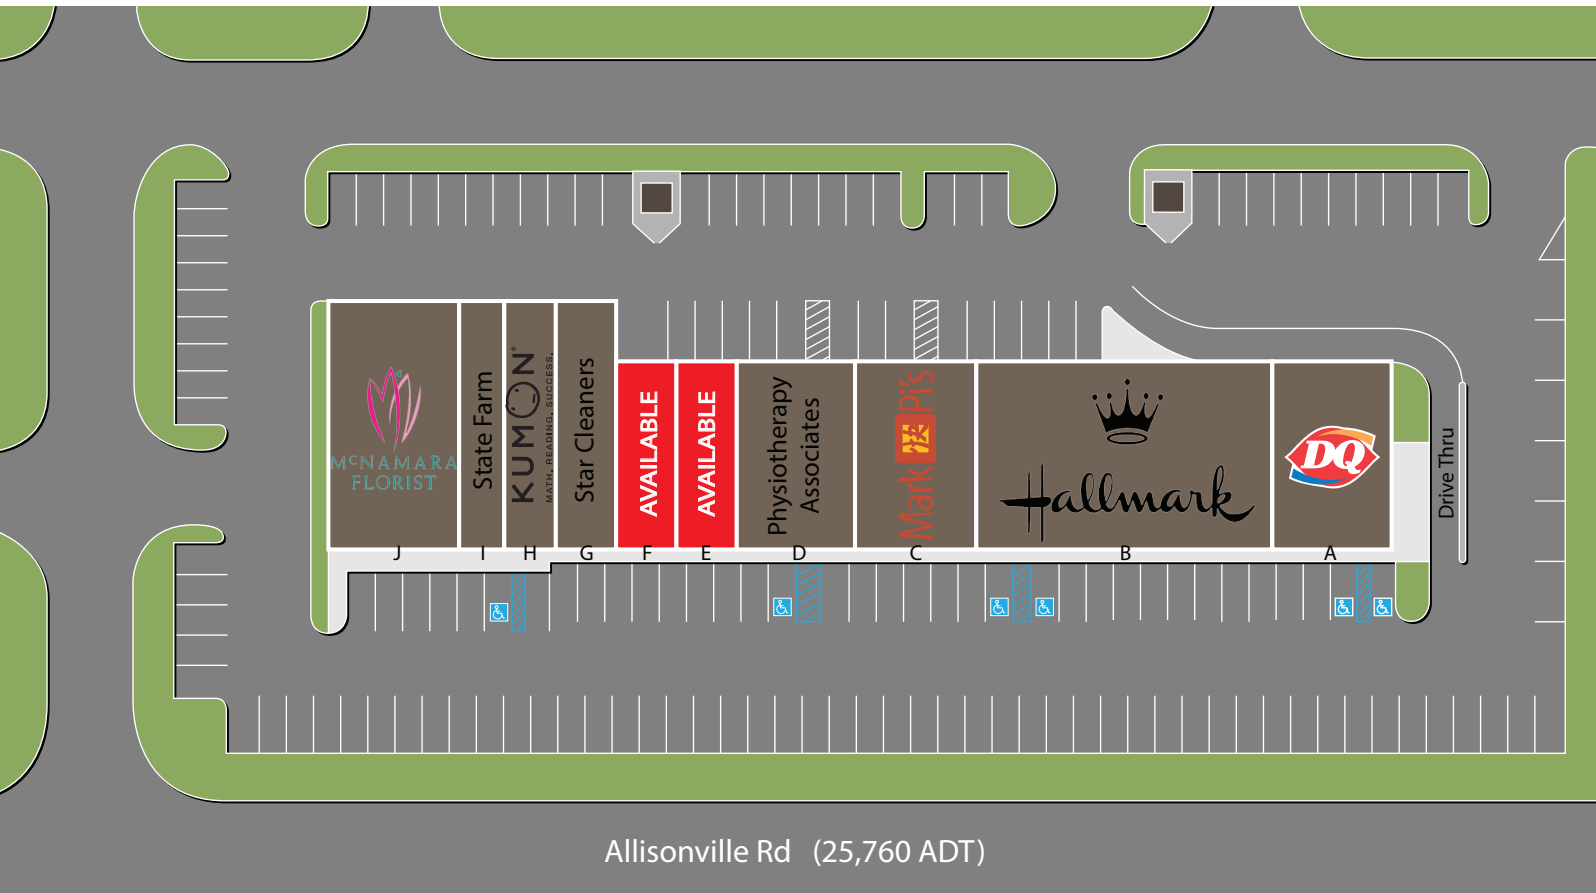 McNAMARA
FLORIST
State Farm
KUMON®
MATH. READING. SUCCESS.
Star Cleaners
AVAILABLE
AVAILABLE
Physiotherapy
Associates
Mark Pi's
Hallmark
DQ
Drive Thru
J I H G F E D C B A
Allisonville Rd (25,760 ADT)